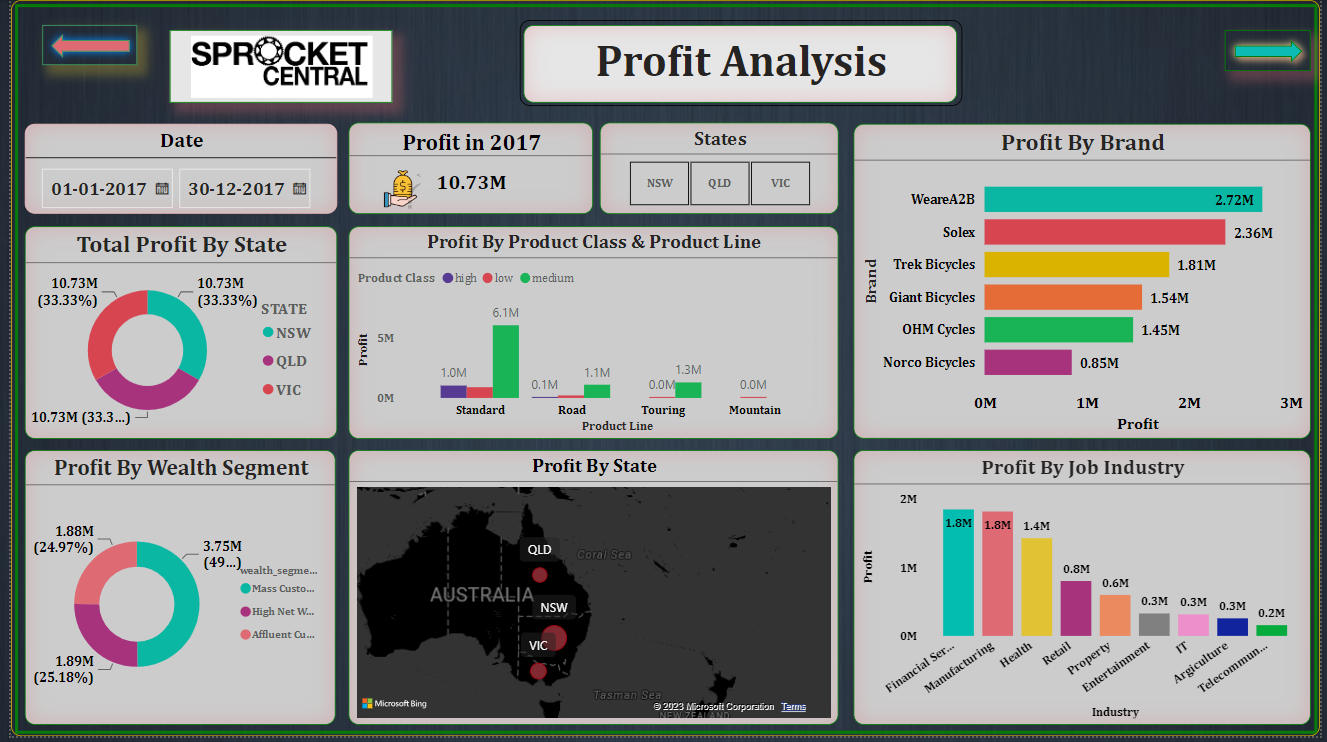 SPROCKET
CENTRAL
Profit Analysis
Date
01-01-2017
30-12-2017
Profit in 2017
10.73M
States
NSW
QLD
VIC
Profit By Brand
Brand
WeareA2B
2.72M
Solex
2.36M
Trek Bicycles
1.81M
Giant Bicycles
1.54M
OHM Cycles
1.45M
Norco Bicycles
0.85M
0M
1M
2M
3M
Profit
Total Profit By State
10.73M
(33.33%)
10.73M
(33.33%)
10.73M (33.3...)
STATE
NSW
QLD
VIC
Profit By Product Class & Product Line
Product Class
high
low
medium
Profit
5M
0M
1.0M
6.1M
0.1M
1.1M
0.0M
1.3M
0.0M
Standard
Road
Touring
Mountain
Product Line
Profit By Wealth Segment
1.88M
(24.97%)
3.75M
(49...)
1.89M
(25.18%)
wealth_segme...
Mass Custo...
High Net W...
Affluent Cu...
Profit By State
QLD
Coral Sea
AUSTRALIA
NSW
VIC
Tasman Sea
NEW ZEALAND
Microsoft Bing
© 2023 Microsoft Corporation
Terms
Profit By Job Industry
Profit
2M
1M
0M
1.8M
1.8M
1.4M
0.8M
0.6M
0.3M
0.3M
0.3M
0.2M
Financial Ser...
Manufacturing
Health
Retail
Property
Entertainment
IT
Argiculture
Telecommun...
Industry